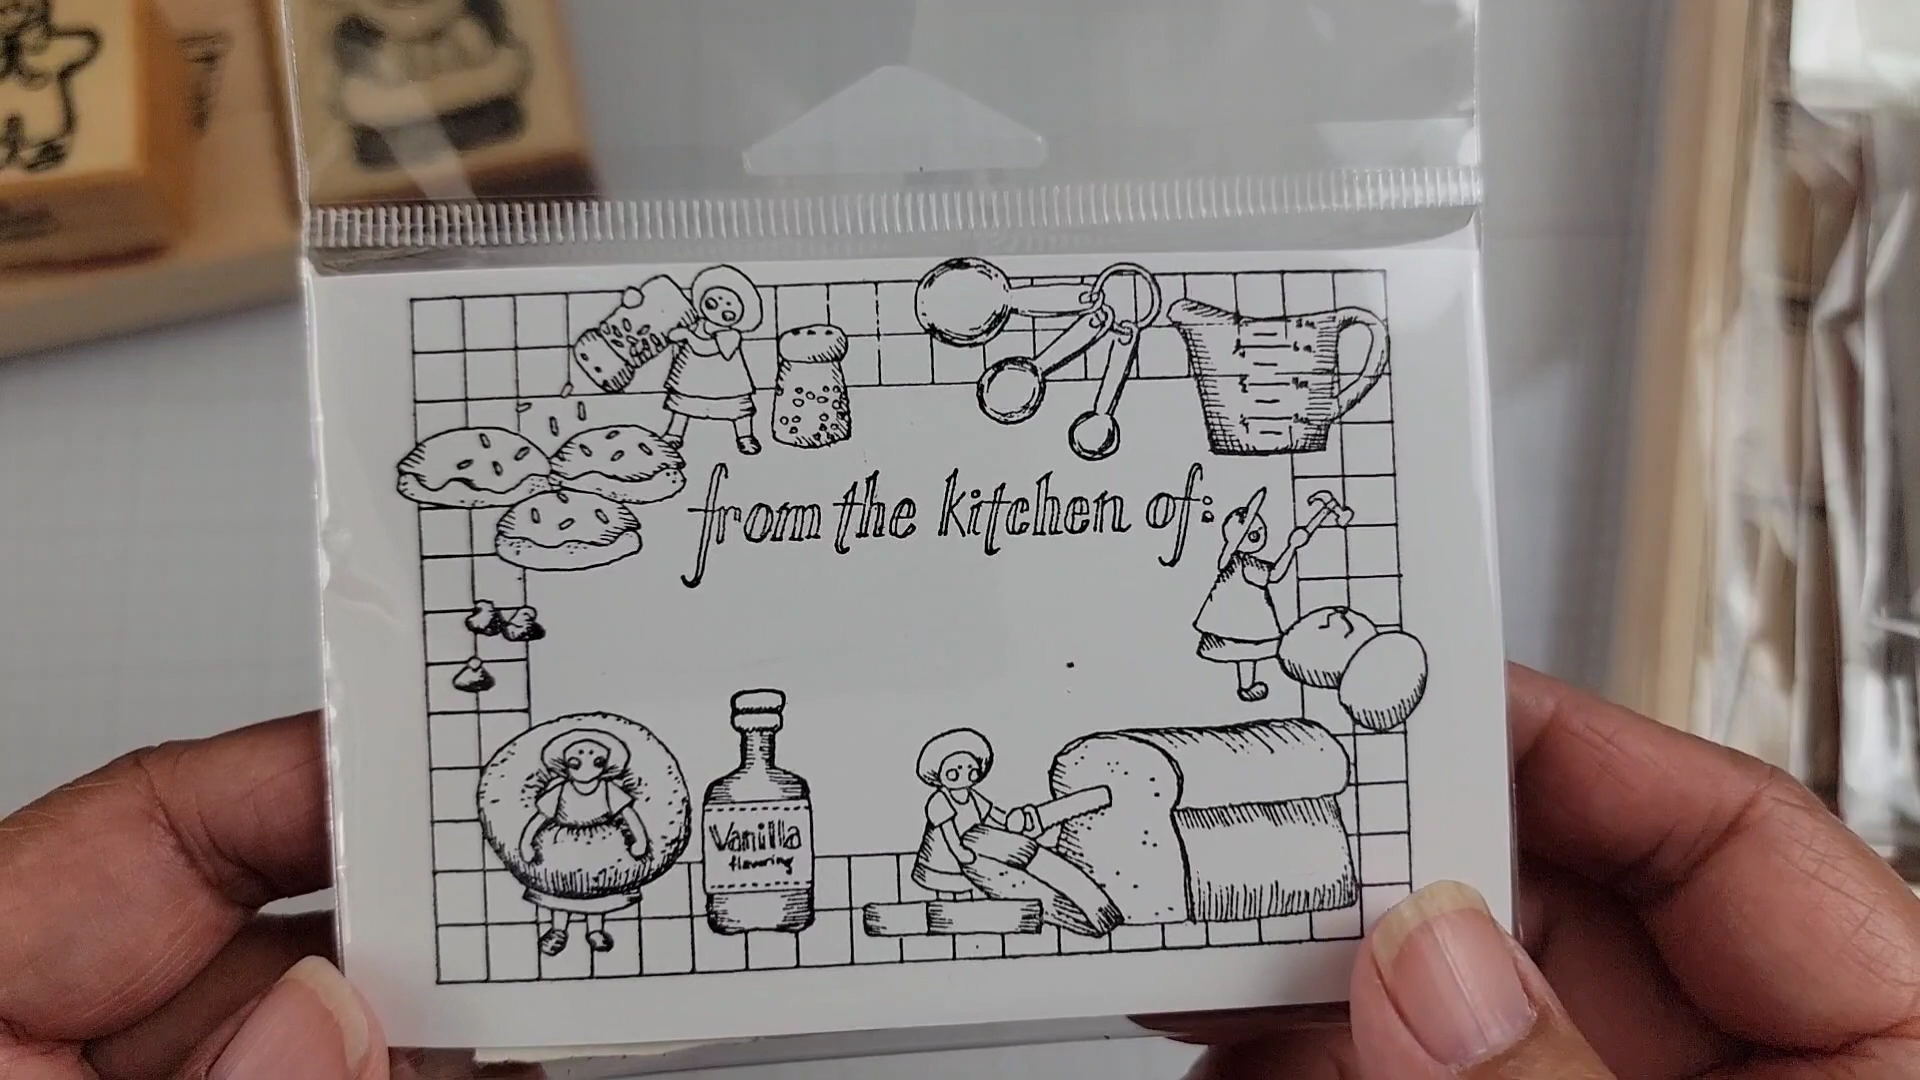 from the kitchen of:
Vanilla
flavoring